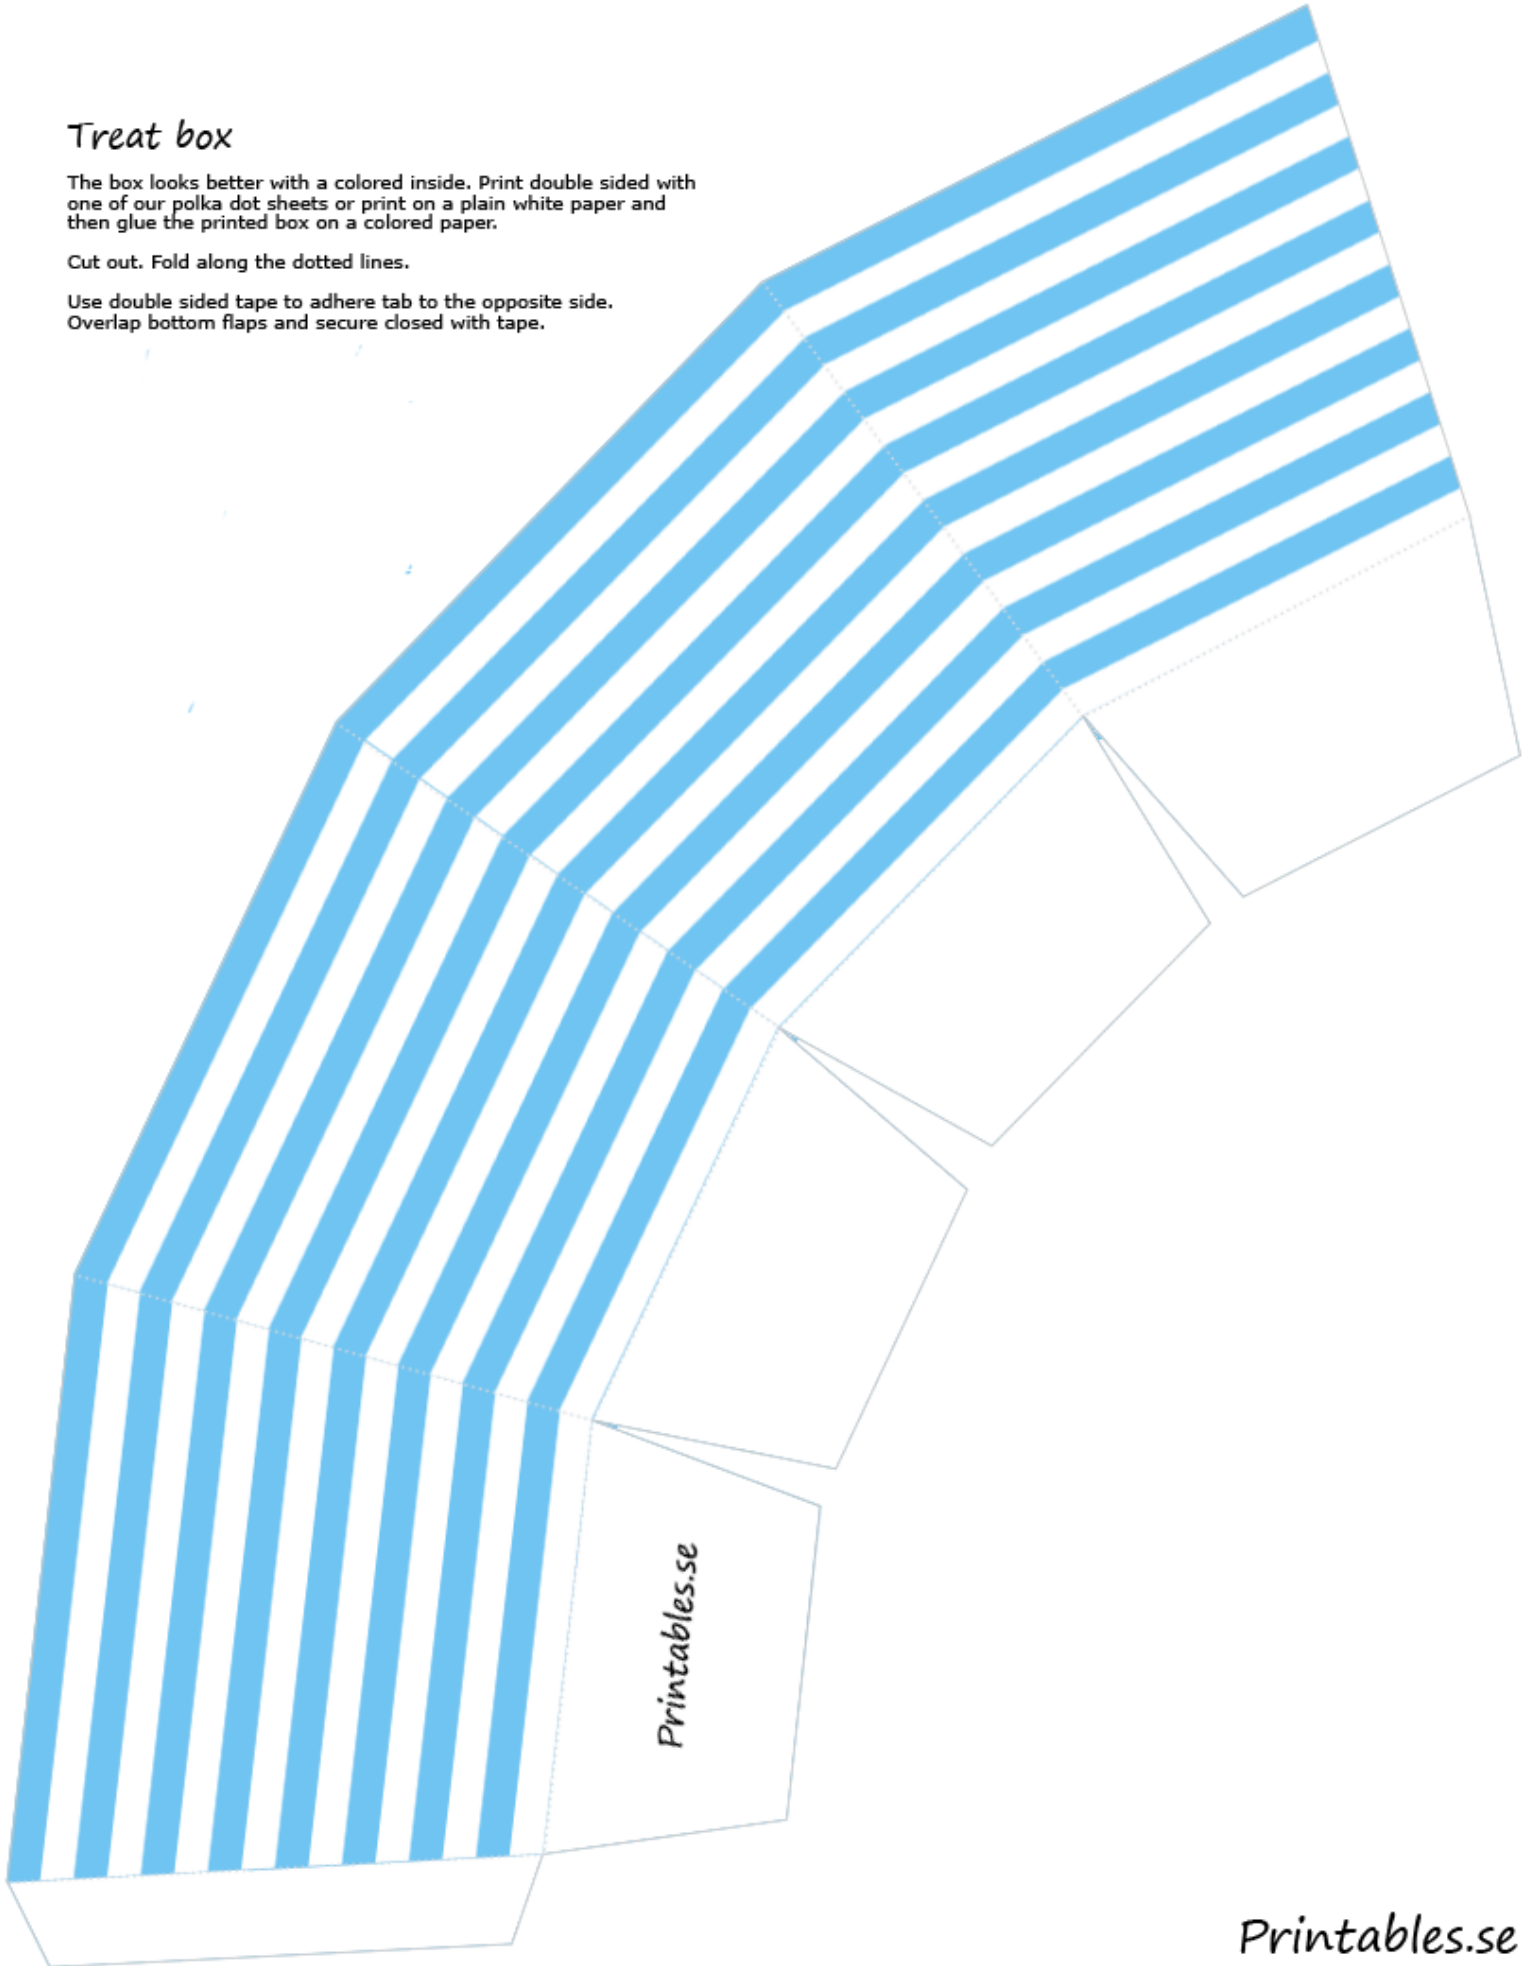 Treat box
The box looks better with a colored inside. Print double sided with
one of our polka dot sheets or print on a plain white paper and
then glue the printed box on a colored paper.
Cut out. Fold along the dotted lines.
Use double sided tape to adhere tab to the opposite side.
Overlap bottom flaps and secure closed with tape.
Printables.se
Printables.se